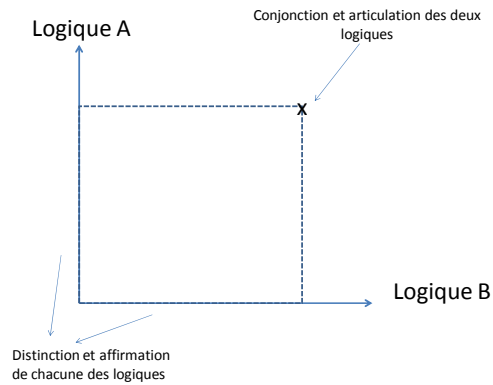 Conjonction et articulation des deux
logiques
Logique A
X
Logique B
Distinction et affirmation
de chacune des logiques